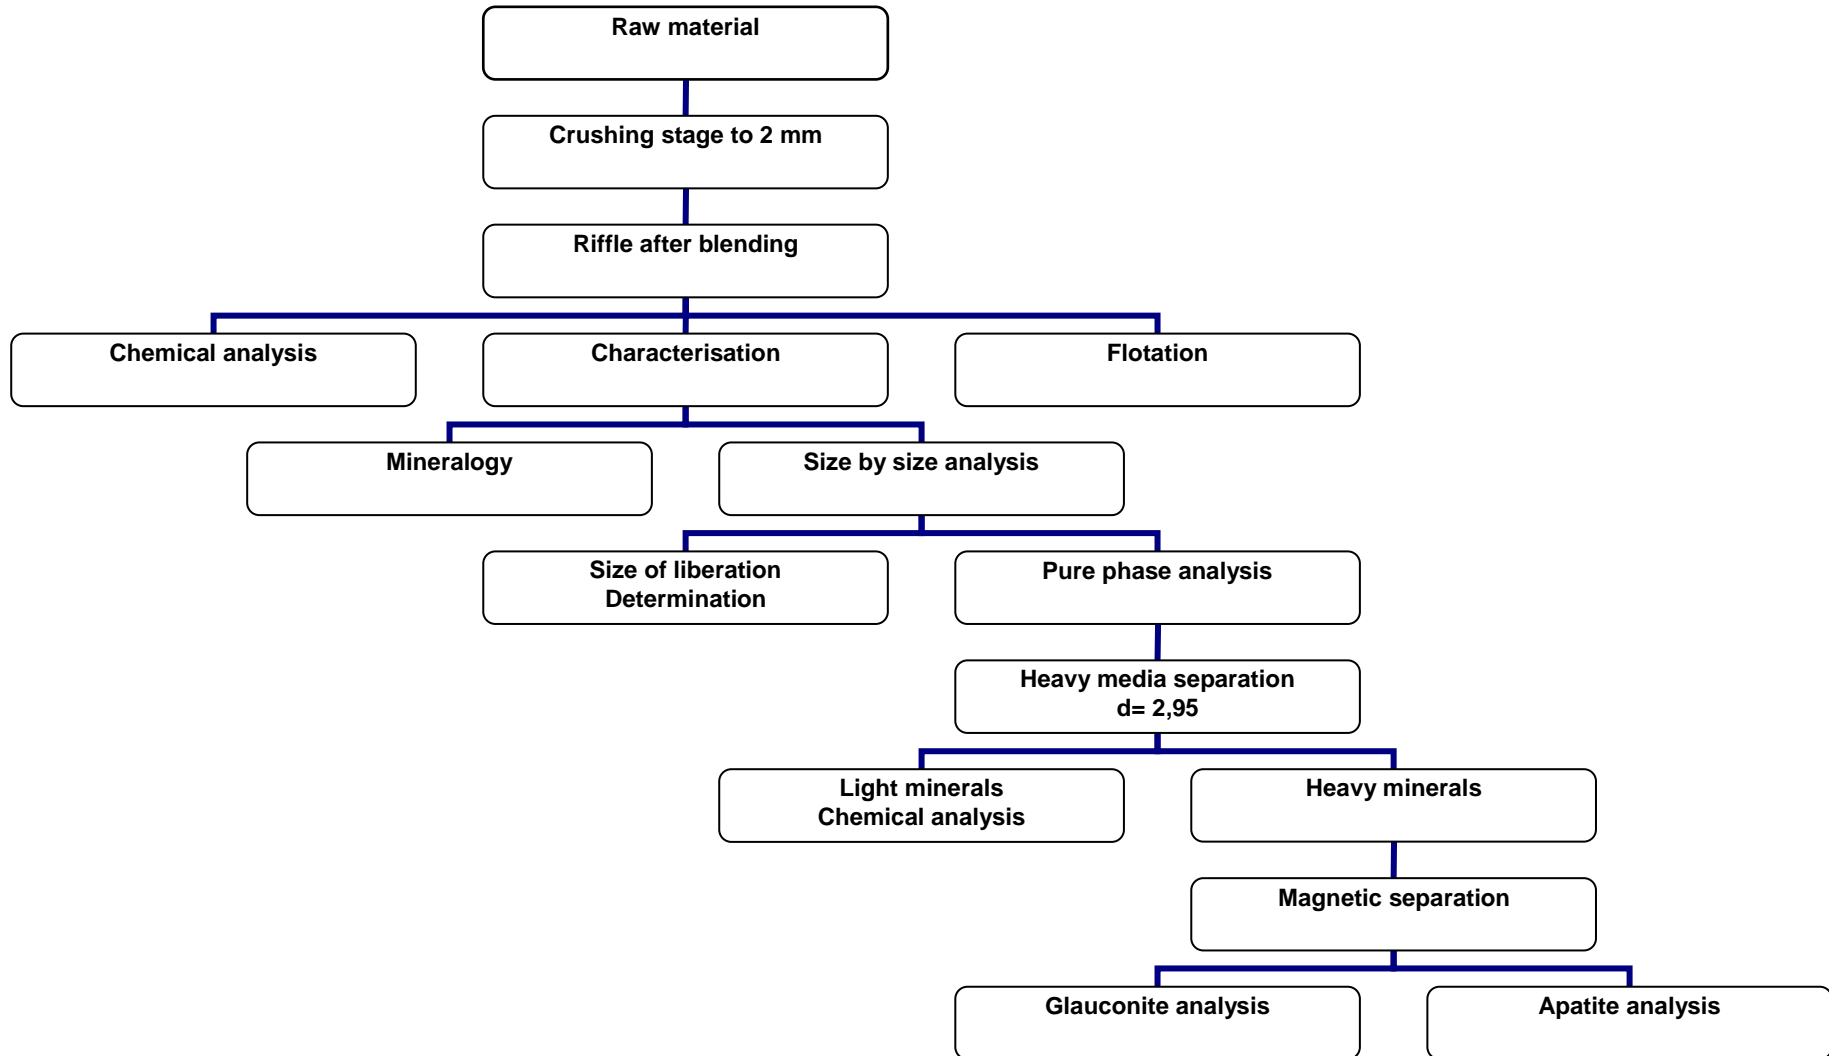 Raw material
Crushing stage to 2 mm
Riffle after blending
Chemical analysis
Characterisation
Flotation
Mineralogy
Size by size analysis
Size of liberation
Determination
Pure phase analysis
Heavy media separation
d= 2,95
Light minerals
Chemical analysis
Heavy minerals
Magnetic separation
Glauconite analysis
Apatite analysis